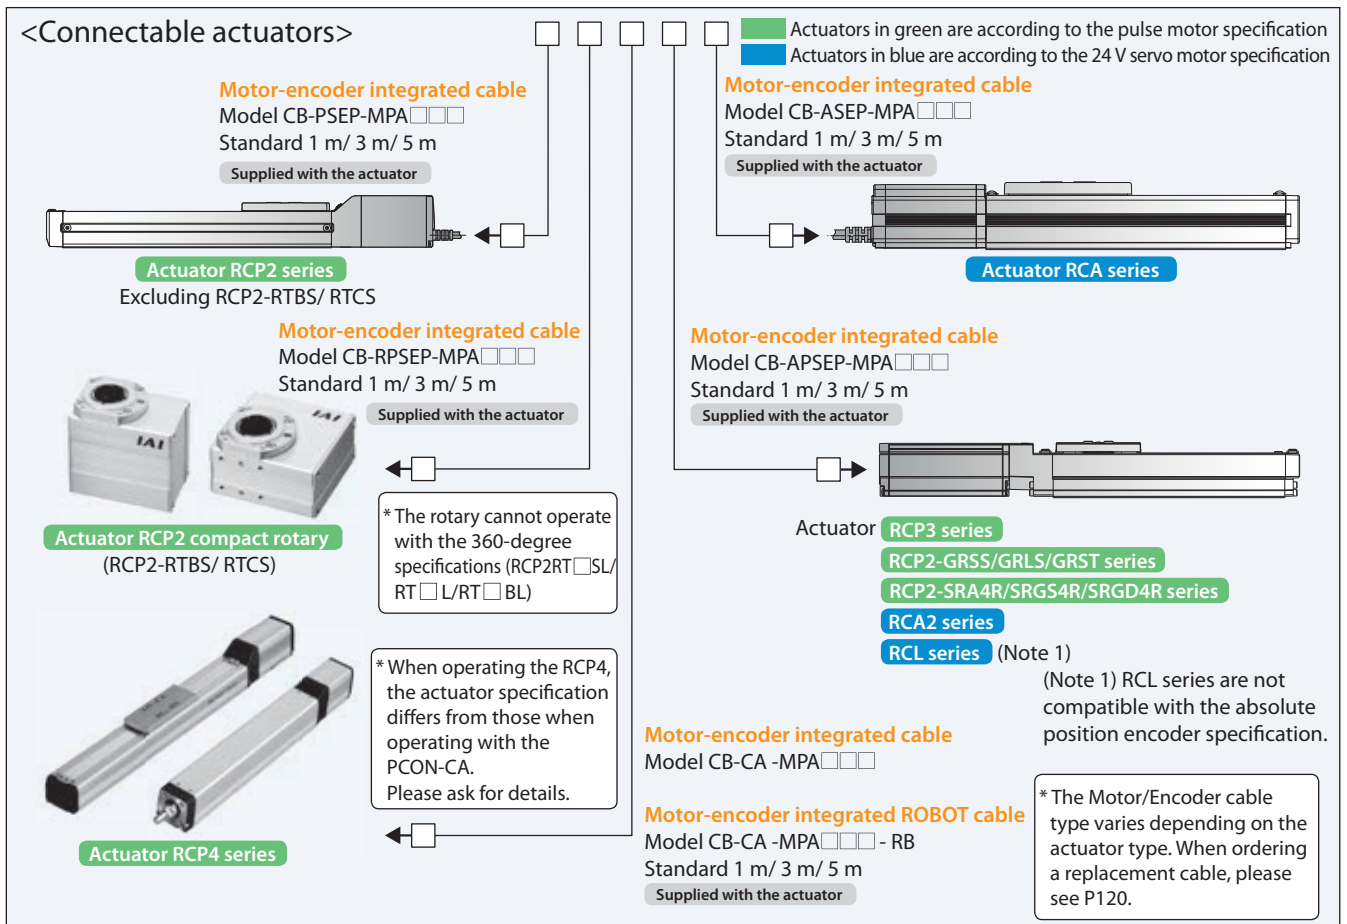 <Connectable actuators>
Actuators in green are according to the pulse motor specification
Actuators in blue are according to the 24 V servo motor specification
Motor-encoder integrated cable
Model CB-PSEP-MPA□□□
Standard 1 m/ 3 m/ 5 m
Supplied with the actuator
Actuator RCP2 series
Excluding RCP2-RTBS/ RTCS
Motor-encoder integrated cable
Model CB-ASEP-MPA□□□
Standard 1 m/ 3 m/ 5 m
Supplied with the actuator
Actuator RCA series
Motor-encoder integrated cable
Model CB-RPSEP-MPA□□□
Standard 1 m/ 3 m/ 5 m
Supplied with the actuator
IAI
IAI
Actuator RCP2 compact rotary
(RCP2-RTBS/ RTCS)
* The rotary cannot operate
with the 360-degree
specifications (RCP2RT□SL/
RT□L/RT□BL)
Motor-encoder integrated cable
Model CB-APSEP-MPA□□□
Standard 1 m/ 3 m/ 5 m
Supplied with the actuator
Actuator RCP3 series
RCP2-GRSS/GRLS/GRST series
RCP2-SRA4R/SRGS4R/SRGD4R series
RCA2 series
RCL series (Note 1)
(Note 1) RCL series are not
compatible with the absolute
position encoder specification.
* When operating the RCP4,
the actuator specification
differs from those when
operating with the
PCON-CA.
Please ask for details.
Actuator RCP4 series
Motor-encoder integrated cable
Model CB-CA -MPA□□□
Motor-encoder integrated ROBOT cable
Model CB-CA -MPA□□□ - RB
Standard 1 m/ 3 m/ 5 m
Supplied with the actuator
* The Motor/Encoder cable
type varies depending on the
actuator type. When ordering
a replacement cable, please
see P120.